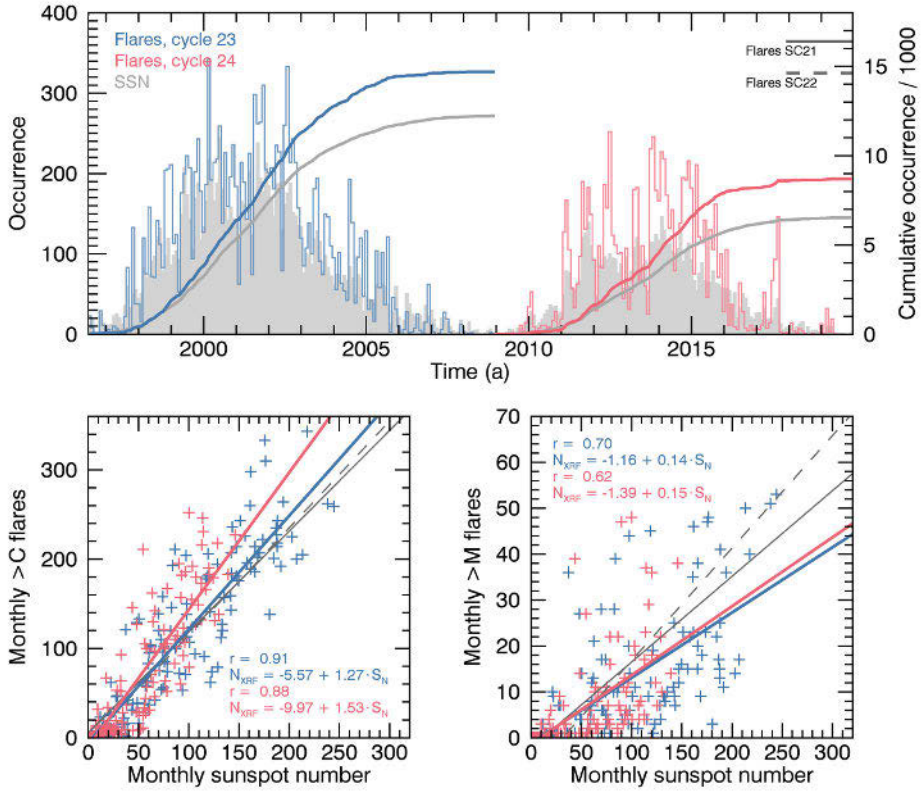 400
300
200
100
0
Occurrence
Flares, cycle 23
Flares, cycle 24
SSN
Flares SC21
Flares SC22
15
10
5
0
Cumulative occurrence / 1000
2000 2005 2010 2015
Time (a)
300
200
100
0
Monthly >C flares
r = 0.91
N_XRF = -5.57 + 1.27·S_N
r = 0.88
N_XRF = -9.97 + 1.53·S_N
0 50 100 150 200 250 300
Monthly sunspot number
70
60
50
40
30
20
10
0
Monthly >M flares
r = 0.70
N_XRF = -1.16 + 0.14·S_N
r = 0.62
N_XRF = -1.39 + 0.15·S_N
0 50 100 150 200 250 300
Monthly sunspot number